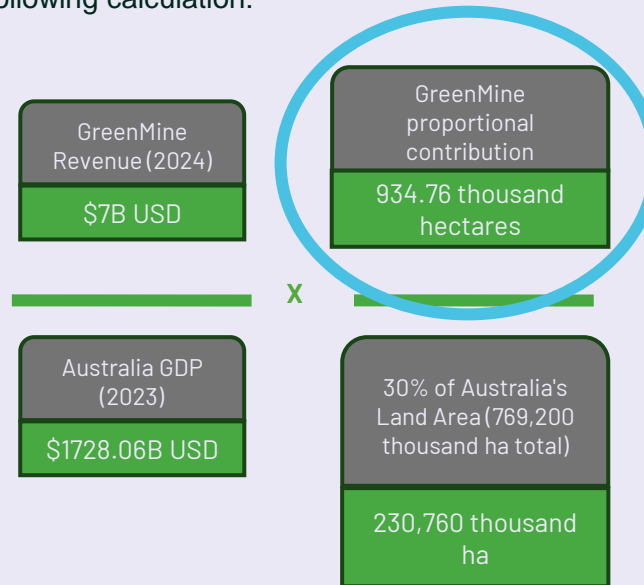 following calculation:
GreenMine
Revenue (2024)
$7B USD
GreenMine
proportional
contribution
934.76 thousand
hectares
X
Australia GDP
(2023)
$1728.06B USD
30% of Australia's
Land Area (769,200
thousand ha total)
230,760 thousand
ha